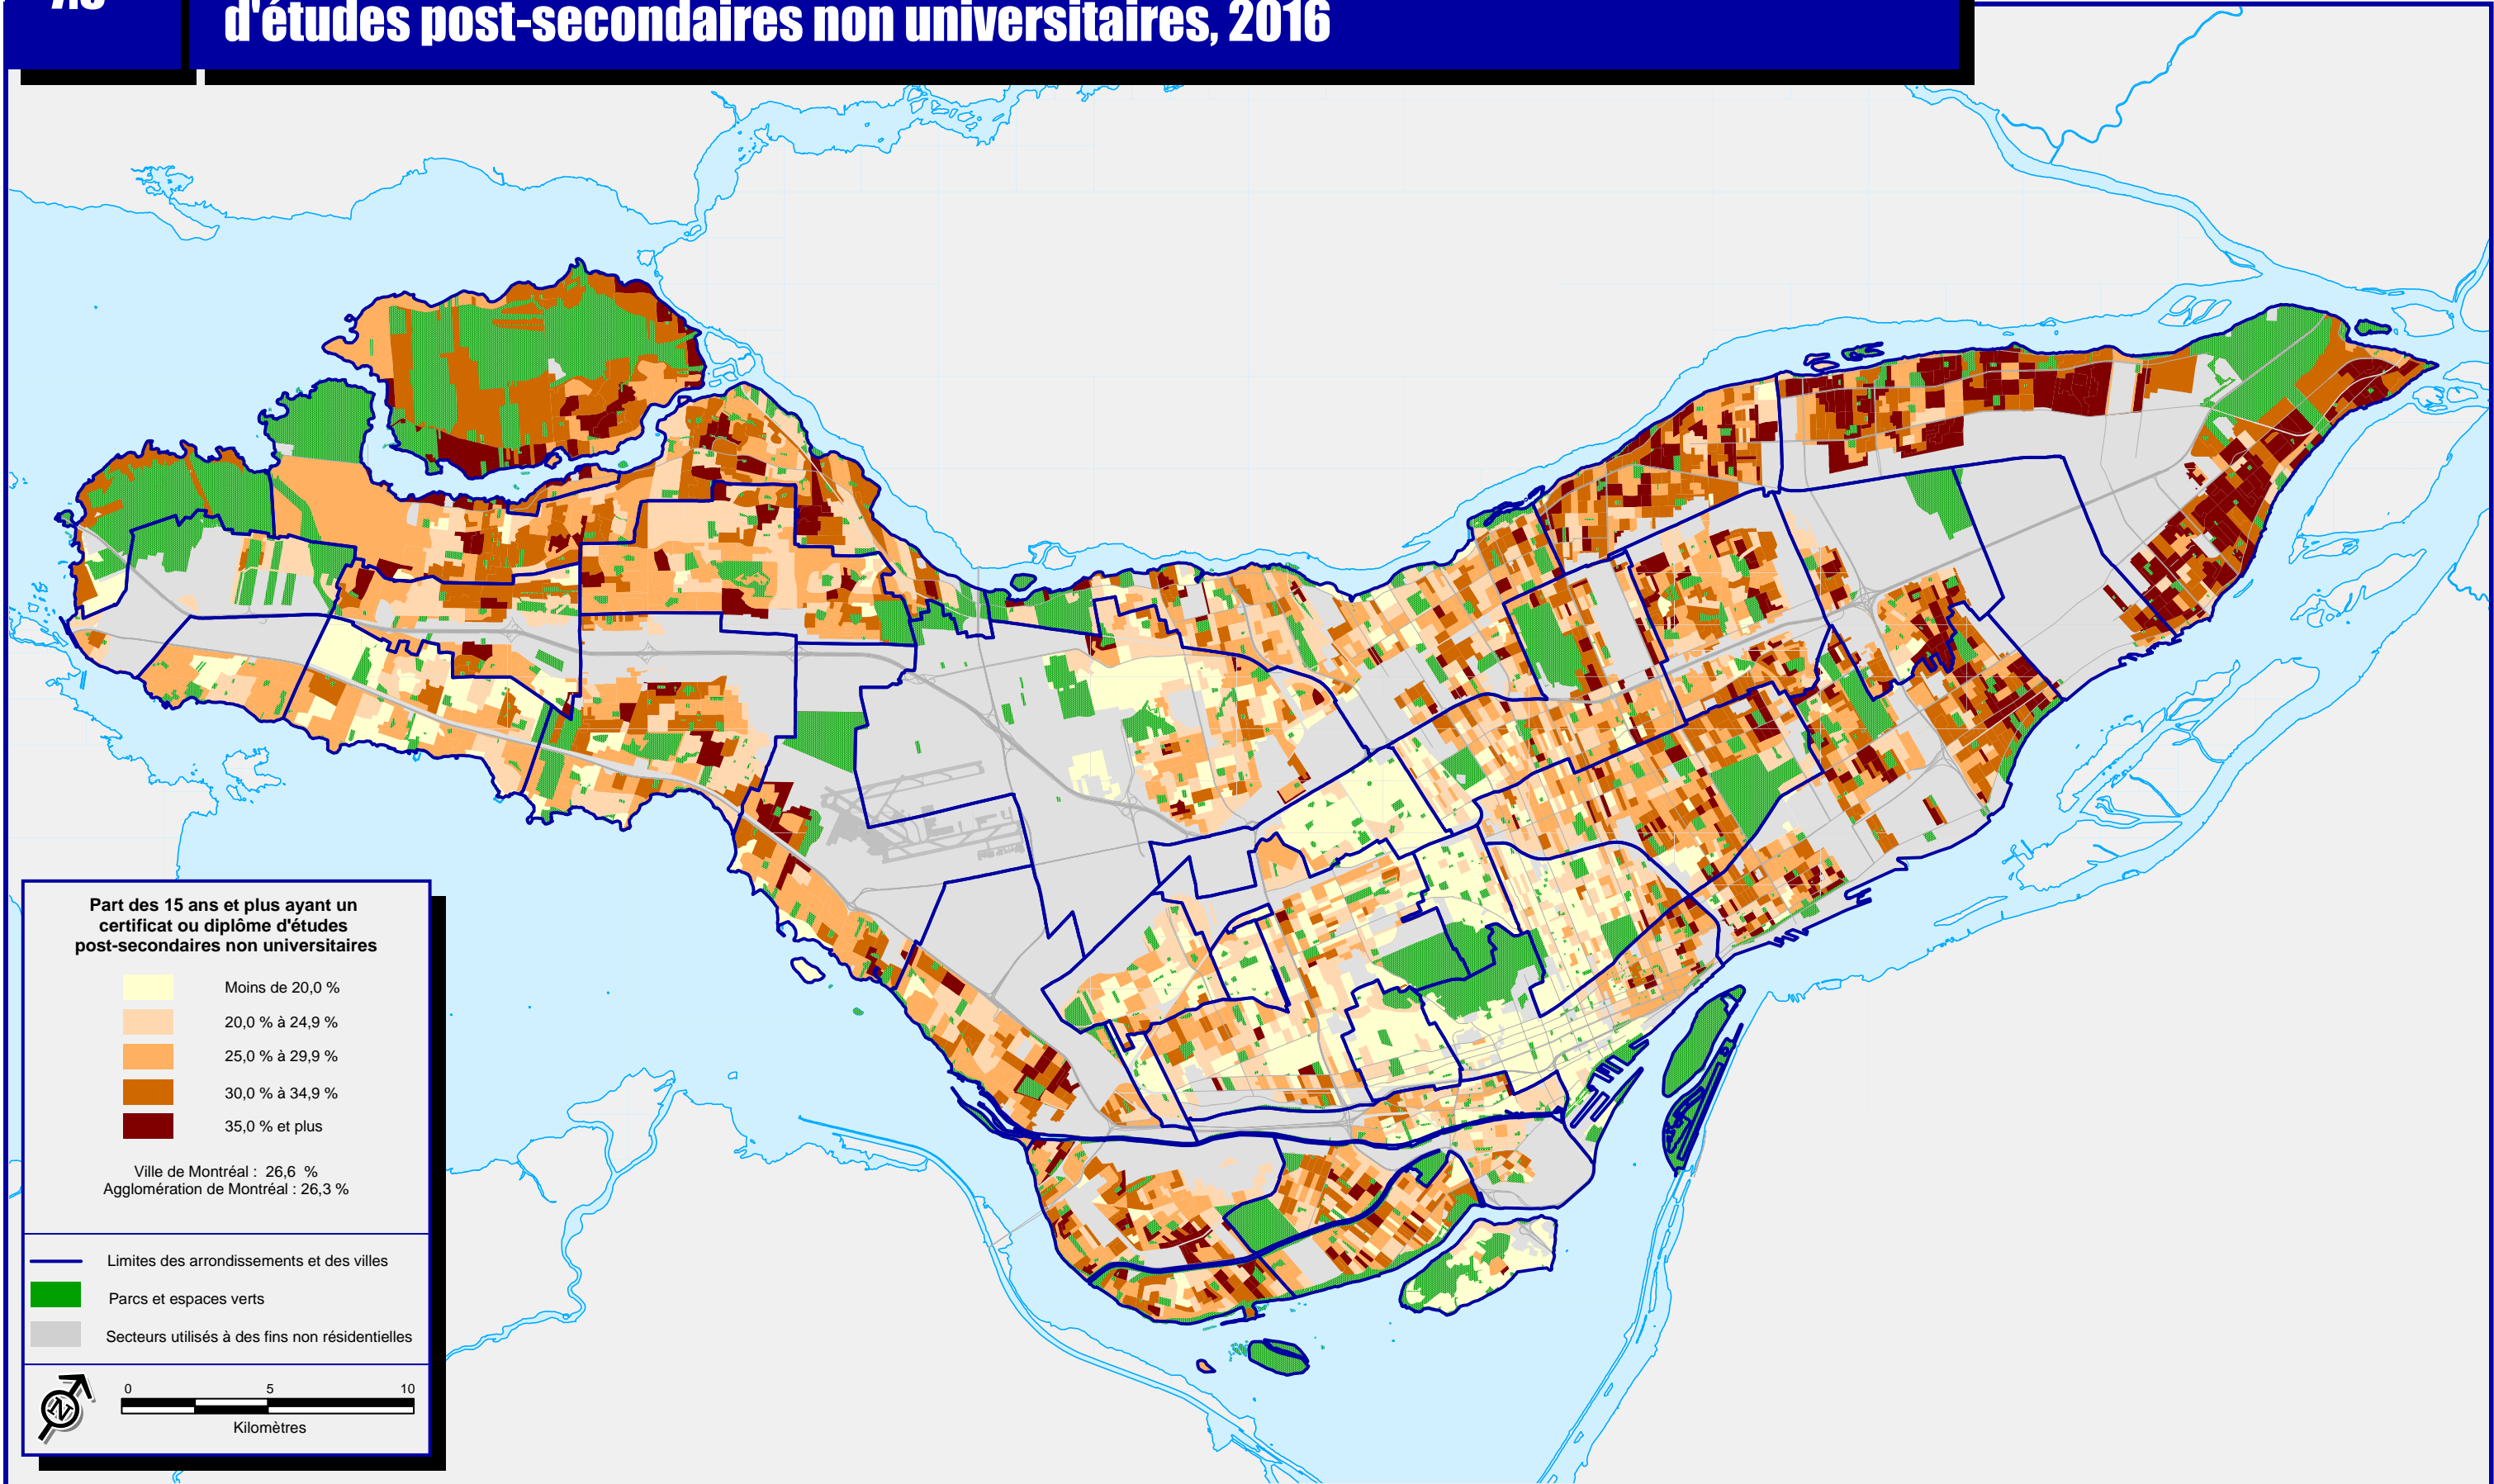 d'études post-secondaires non universitaires, 2016
Part des 15 ans et plus ayant un
certificat ou diplôme d'études
post-secondaires non universitaires
Moins de 20,0 %
20,0 % à 24,9 %
25,0 % à 29,9 %
30,0 % à 34,9 %
35,0 % et plus
Ville de Montréal : 26,6 %
Agglomération de Montréal : 26,3 %
Limites des arrondissements et des villes
Parcs et espaces verts
Secteurs utilisés à des fins non résidentielles
N
0 5 10
Kilomètres